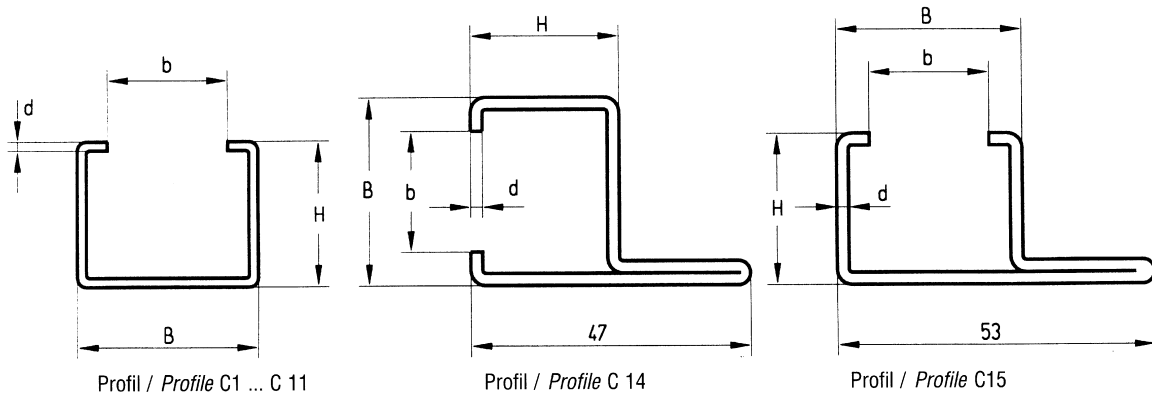 b
d
H
B
Profil / Profile C1 ... C 11
H
B
b
d
47
Profil / Profile C 14
B
b
H
d
53
Profil / Profile C15